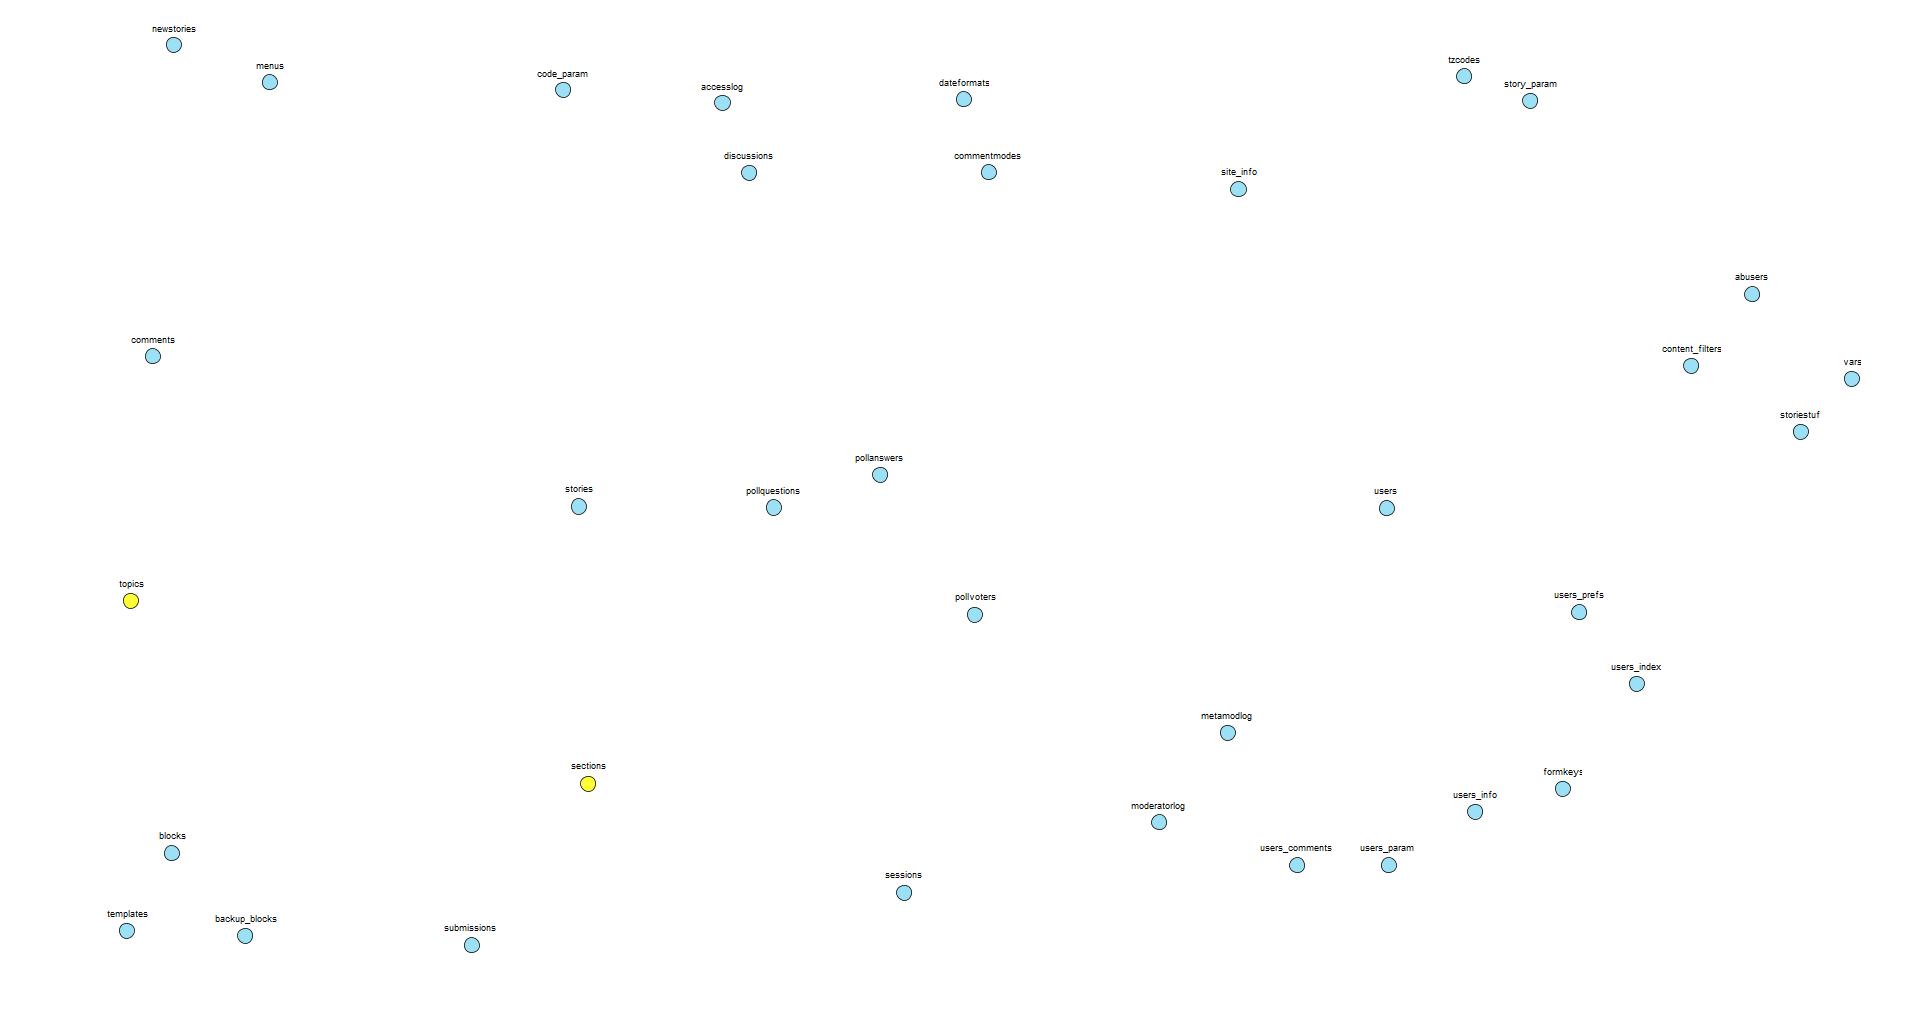 newstories
menus
code_param
accesslog
dateformats
tzcodes
story_param
discussions
commentmodes
site_info
abusers
comments
content_filters
vars
storiestuf
pollanswers
stories
pollquestions
users
topics
pollvoters
users_prefs
users_index
metamodlog
sections
formkeys
users_info
moderatorlog
blocks
users_comments
users_param
sessions
templates
backup_blocks
submissions